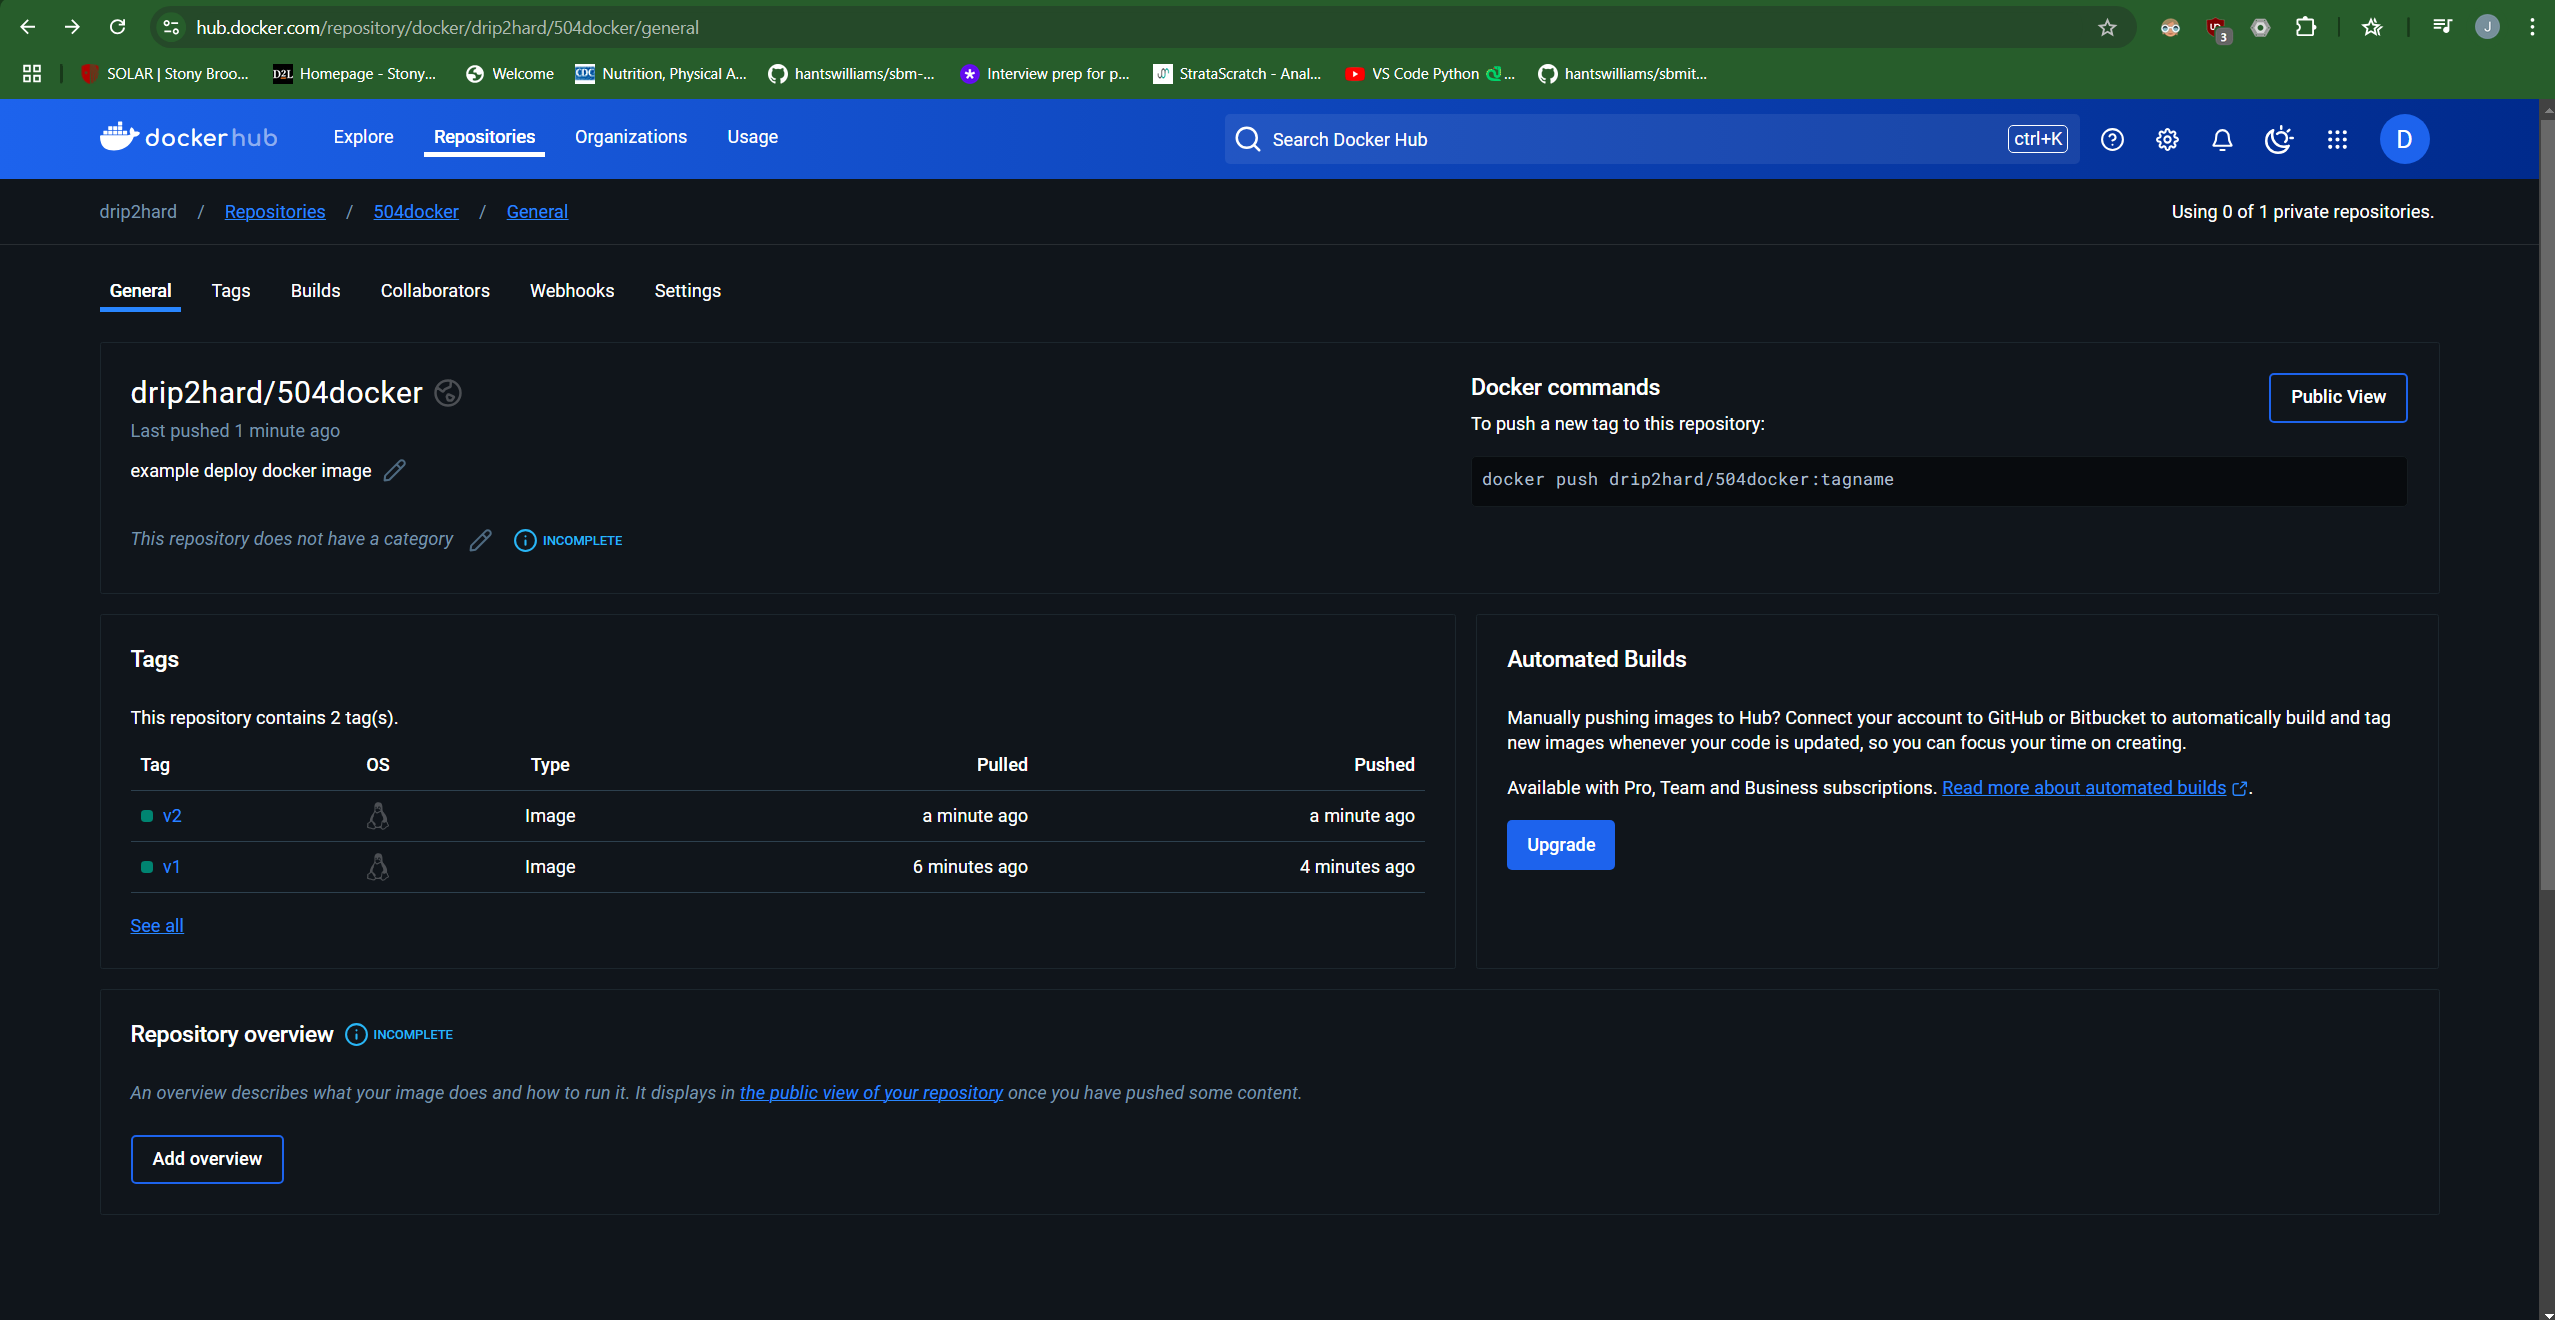 hub.docker.com/repository/docker/drip2hard/504docker/general
3
J
SOLAR | Stony Broo...
D2L
Homepage - Stony...
Welcome
CDC
Nutrition, Physical A...
hantswilliams/sbm-...
Interview prep for p...
StrataScratch - Anal...
VS Code Python
...
hantswilliams/sbmit...
docker hub
Explore
Repositories
Organizations
Usage
Search Docker Hub
ctrl+K
D
drip2hard / Repositories / 504docker / General
Using 0 of 1 private repositories.
General
Tags
Builds
Collaborators
Webhooks
Settings
drip2hard/504docker
Last pushed 1 minute ago
example deploy docker image
This repository does not have a category
INCOMPLETE
Docker commands
To push a new tag to this repository:
Public View
docker push drip2hard/504docker:tagname
Tags
This repository contains 2 tag(s).
Tag OS Type Pulled Pushed
v2 Image a minute ago a minute ago
v1 Image 6 minutes ago 4 minutes ago
See all
Automated Builds
Manually pushing images to Hub? Connect your account to GitHub or Bitbucket to automatically build and tag
new images whenever your code is updated, so you can focus your time on creating.
Available with Pro, Team and Business subscriptions. Read more about automated builds.
Upgrade
Repository overview
INCOMPLETE
An overview describes what your image does and how to run it. It displays in the public view of your repository once you have pushed some content.
Add overview